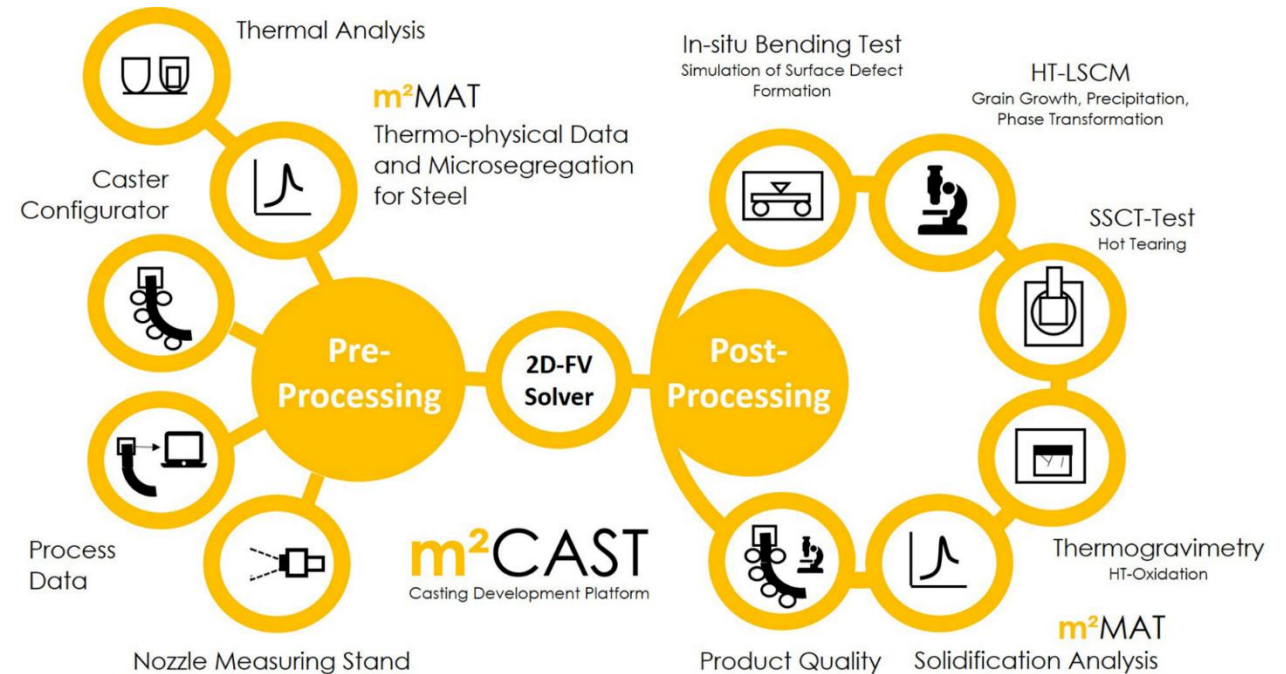 Thermal Analysis
m²MAT
Thermo-physical Data
and Microsegregation
for Steel
Caster
Configurator
Pre-
Processing
Process
Data
Nozzle Measuring Stand
m²CAST
Casting Development Platform
2D-FV
Solver
Post-
Processing
In-situ Bending Test
Simulation of Surface Defect
Formation
HT-LSCM
Grain Growth, Precipitation,
Phase Transformation
SSCT-Test
Hot Tearing
Thermogravimetry
HT-Oxidation
m²MAT
Solidification Analysis
Product Quality